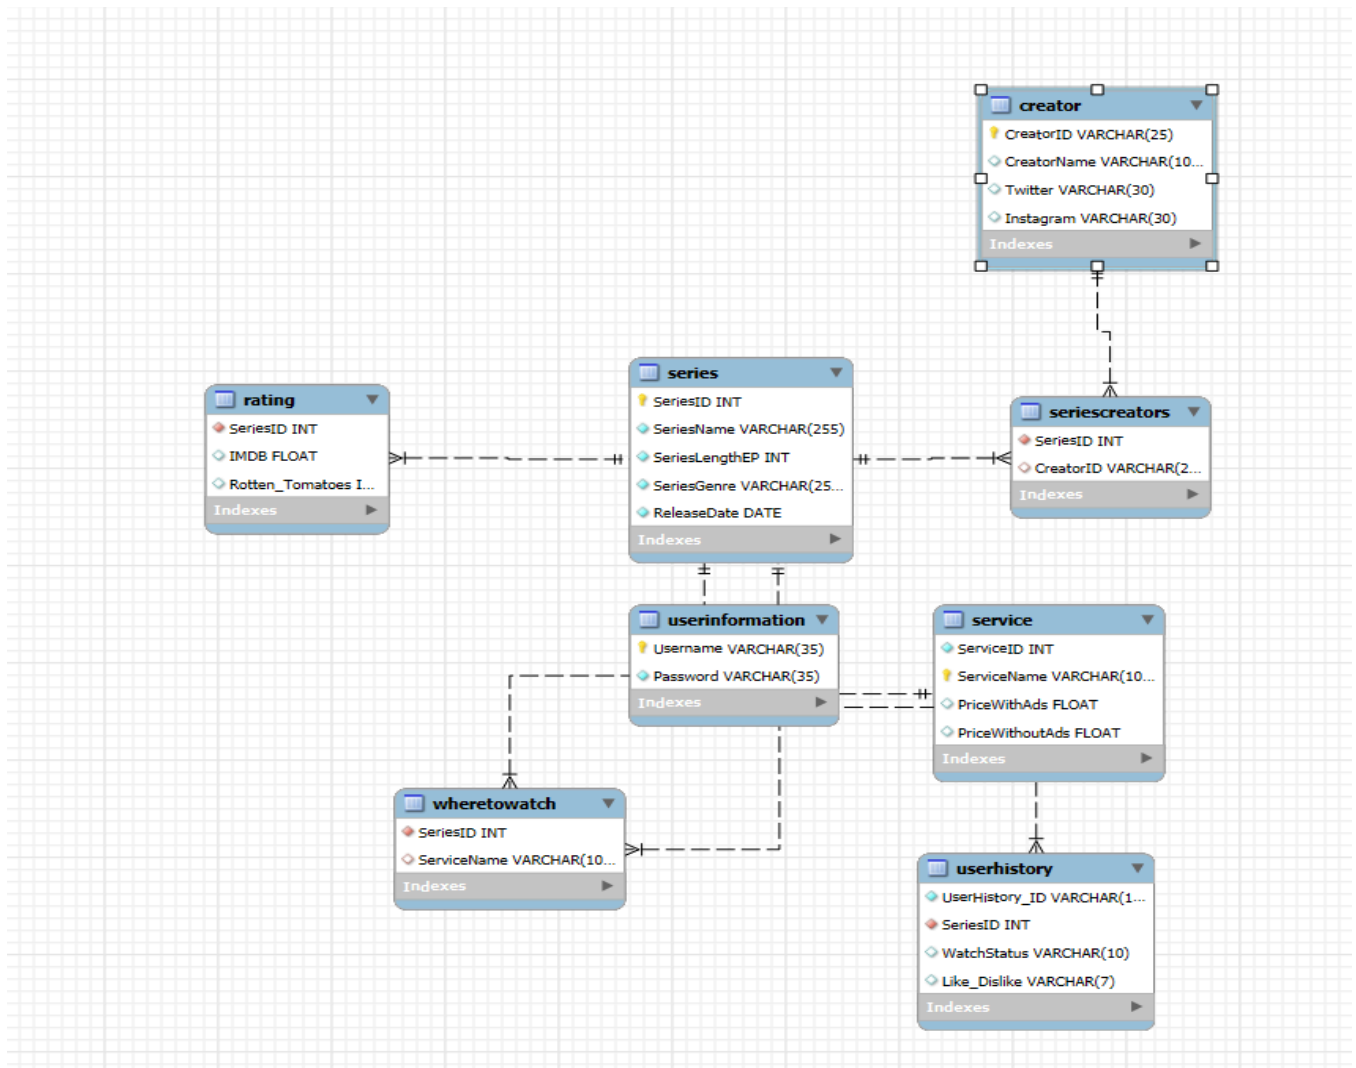 creator
CreatorID VARCHAR(25)
CreatorName VARCHAR(10...
Twitter VARCHAR(30)
Instagram VARCHAR(30)
Indexes
series
SeriesID INT
SeriesName VARCHAR(255)
SeriesLengthEP INT
SeriesGenre VARCHAR(25...
ReleaseDate DATE
Indexes
rating
SeriesID INT
IMDB FLOAT
Rotten_Tomatoes I...
Indexes
seriescreators
SeriesID INT
CreatorID VARCHAR(2...
Indexes
userinformation
Username VARCHAR(35)
Password VARCHAR(35)
Indexes
service
ServiceID INT
ServiceName VARCHAR(10...
PriceWithAds FLOAT
PriceWithoutAds FLOAT
Indexes
wheretowatch
SeriesID INT
ServiceName VARCHAR(10...
Indexes
userhistory
UserHistory_ID VARCHAR(1...
SeriesID INT
WatchStatus VARCHAR(10)
Like_Dislike VARCHAR(7)
Indexes